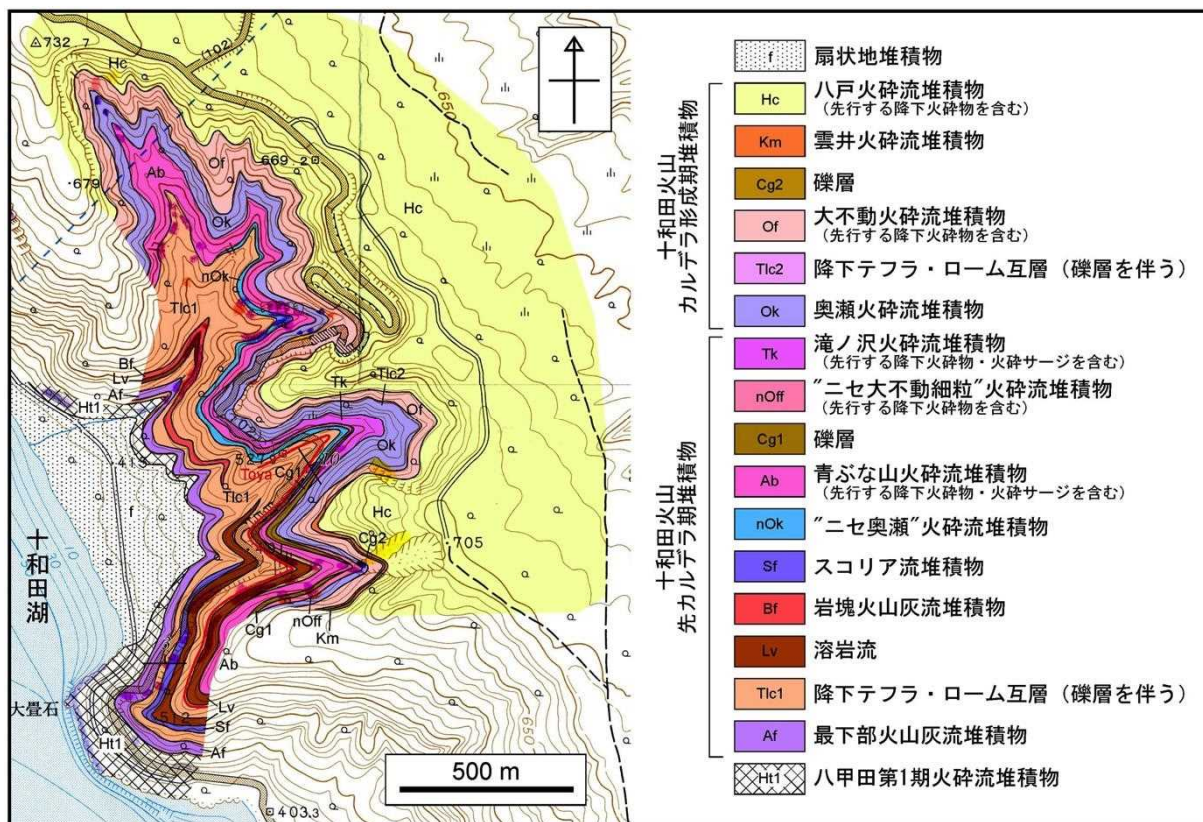 732.7
(102)
Hc
650
669.2
Of
Ab
679
Ok
Hc
nOk
Tlc1
Bf
Lv
Af
Ht1
Tk
Tlc2
Of
Ok
Toya
Cg1
413
f
Tlc1
Hc
Cg2
705
十和田湖
10
nOff
Cg1
Km
Ab
大畳石
512
Lv
Sf
Ht1
Af
650
500 m
403.3
f 扇状地堆積物
十和田火山
カルデラ形成期堆積物
Hc 八戸火砕流堆積物
(先行する降下火砕物を含む)
Km 雲井火砕流堆積物
Cg2 礫層
Of 大不動火砕流堆積物
(先行する降下火砕物を含む)
Tlc2 降下テフラ・ローム互層（礫層を伴う）
Ok 奥瀬火砕流堆積物
十和田火山
先カルデラ期堆積物
Tk 滝ノ沢火砕流堆積物
(先行する降下火砕物・火砕サージを含む)
nOff ″ニセ大不動細粒″火砕流堆積物
(先行する降下火砕物を含む)
Cg1 礫層
Ab 青ぶな山火砕流堆積物
(先行する降下火砕物・火砕サージを含む)
nOk ″ニセ奥瀬″火砕流堆積物
Sf スコリア流堆積物
Bf 岩塊火山灰流堆積物
Lv 溶岩流
Tlc1 降下テフラ・ローム互層（礫層を伴う）
Af 最下部火山灰流堆積物
Ht1 八甲田第1期火砕流堆積物